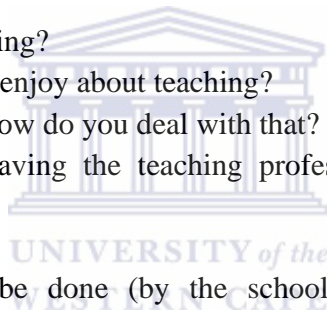 ing?
enjoy about teaching?
ow do you deal with that?
aving the teaching profes
UNIVERSITY of the
be done (by the school
WESTERN CAPE